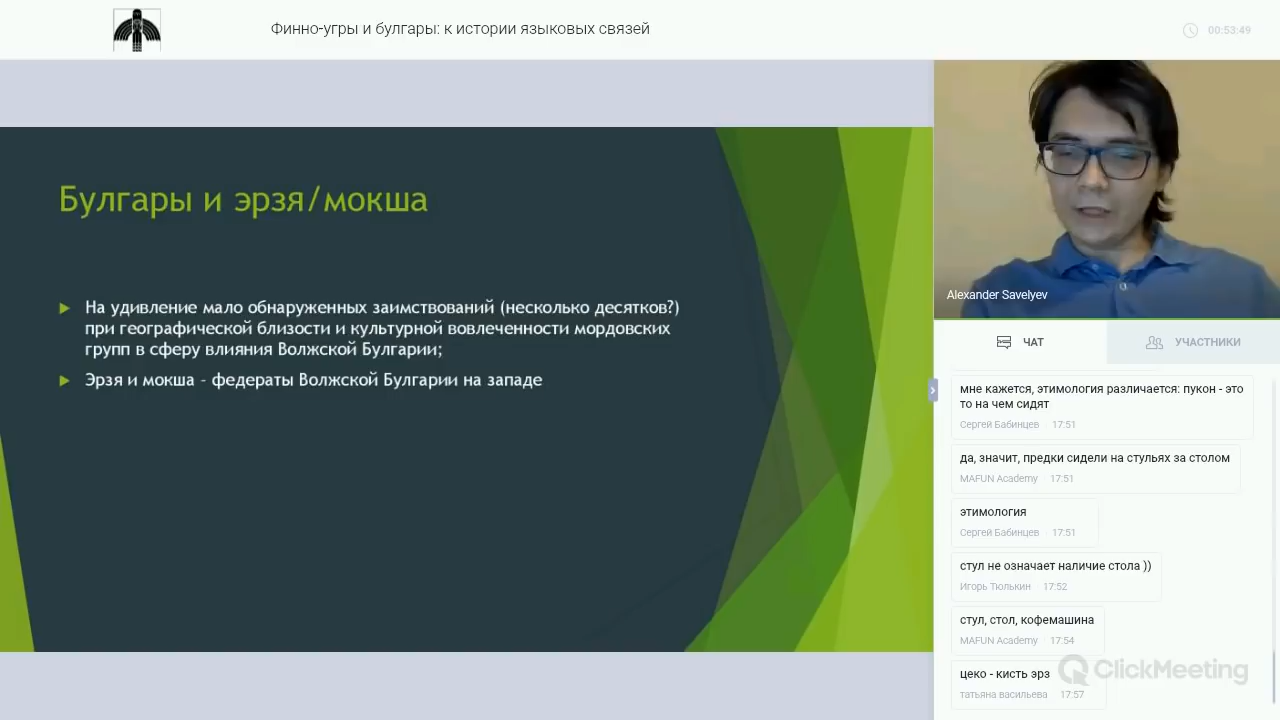 Финно-угры и булгары: к истории языковых связей
00:53:49
Булгары и эрзя/мокша
На удивление мало обнаруженных заимствований (несколько десятков?)
при географической близости и культурной вовлеченности мордовских
групп в сферу влияния Волжской Булгарии;
Эрзя и мокша - федераты Волжской Булгарии на западе
Alexander Savelyev
ЧАТ
УЧАСТНИКИ
мне кажется, этимология различается: пукон - это
то на чем сидят
Сергей Бабинцев 17:51
да, значит, предки сидели на стульях за столом
MAFUN Academy 17:51
этимология
Сергей Бабинцев 17:51
стул не означает наличие стола ))
Игорь Тюлькин 17:52
стул, стол, кофемашина
MAFUN Academy 17:54
цеко - кисть эрз
татьяна васильева 17:57
ClickMeeting